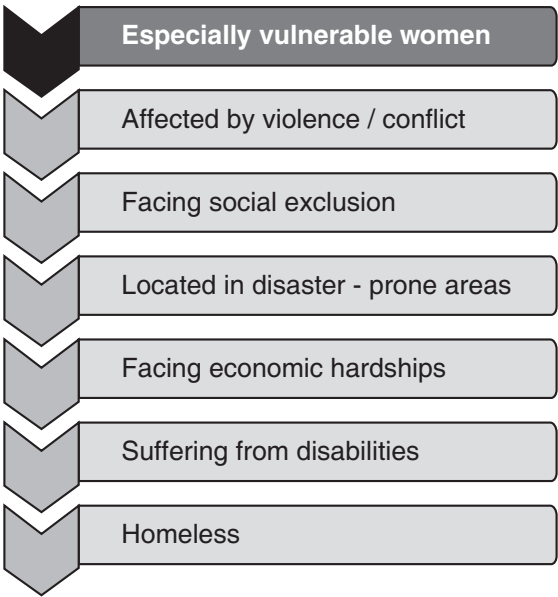 Especially vulnerable women
Affected by violence / conflict
Facing social exclusion
Located in disaster - prone areas
Facing economic hardships
Suffering from disabilities
Homeless